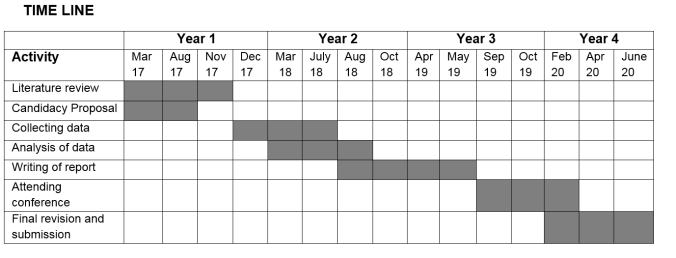 TIME LINE
Year 1 Year 2 Year 3 Year 4
Activity Mar Aug Nov Dec Mar July Aug Oct Apr May Sep Oct Feb Apr June
17 17 17 17 18 18 18 18 19 19 19 19 20 20 20
Literature review
Candidacy Proposal
Collecting data
Analysis of data
Writing of report
Attending
conference
Final revision and
submission